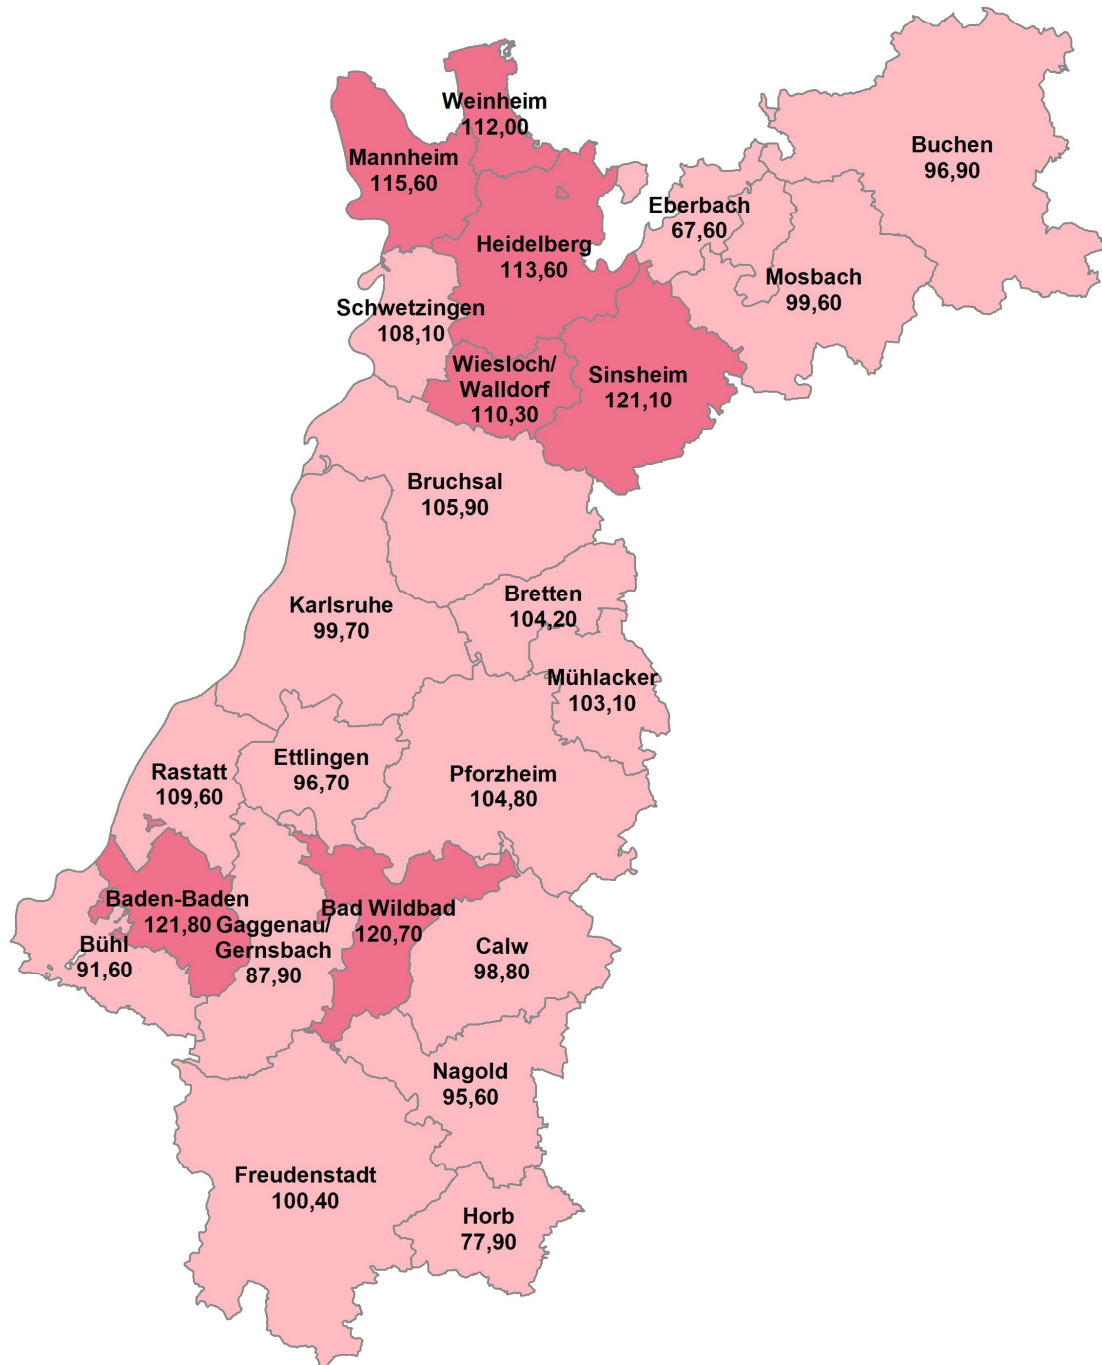 Weinheim
112,00
Mannheim
115,60
Buchen
96,90
Eberbach
67,60
Heidelberg
113,60
Mosbach
99,60
Schwetzingen
108,10
Wiesloch/
Walldorf
110,30
Sinsheim
121,10
Bruchsal
105,90
Bretten
104,20
Karlsruhe
99,70
Mühlacker
103,10
Ettlingen
96,70
Pforzheim
104,80
Rastatt
109,60
Baden-Baden
121,80
Gaggenau/
Gernsbach
87,90
Bad Wildbad
120,70
Bühl
91,60
Calw
98,80
Nagold
95,60
Freudenstadt
100,40
Horb
77,90